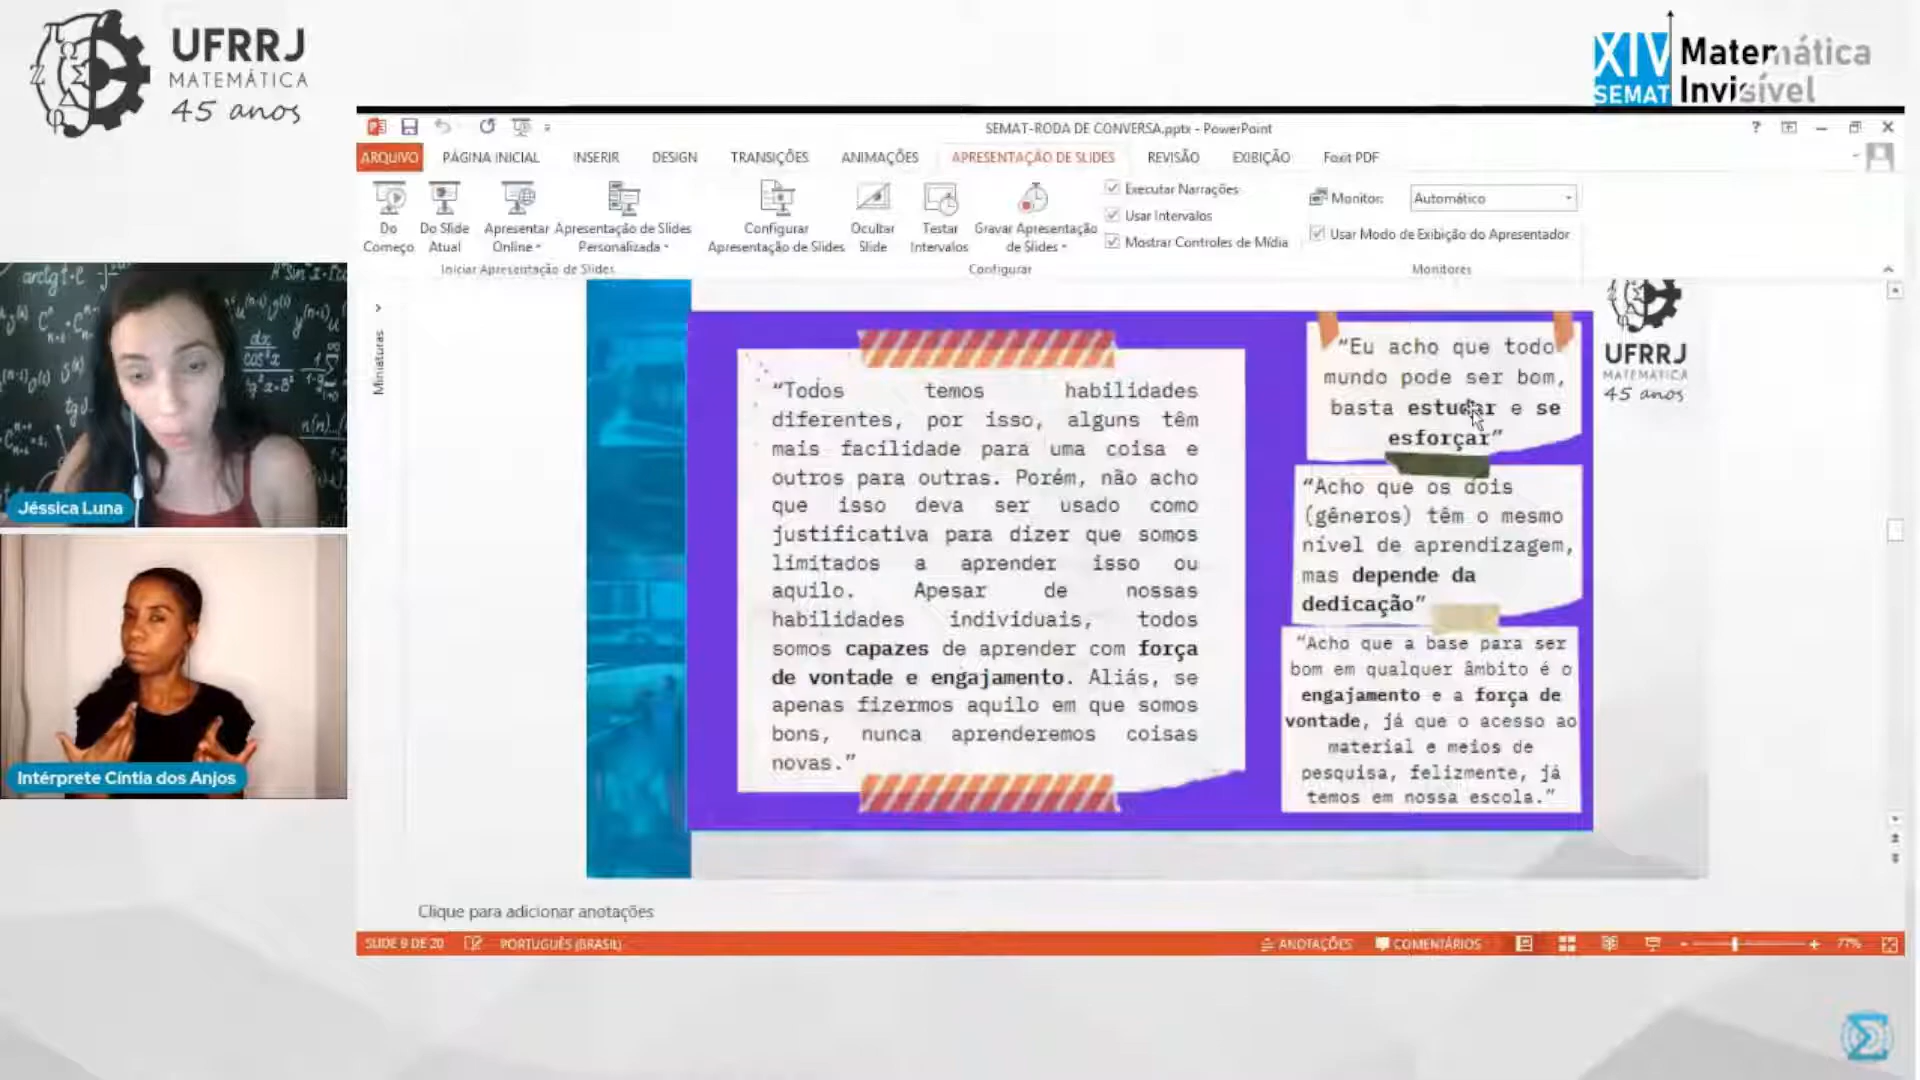 UFRRJ
MATEMÁTICA
45 anos
XIV
SEMAT
Matemática
Invisível
SEMAT-RODA DE CONVERSA.pptx - PowerPoint
ARQUIVO PÁGINA INICIAL INSERIR DESIGN TRANSIÇÕES ANIMAÇÕES APRESENTAÇÃO DE SLIDES REVISÃO EXIBIÇÃO Foxit PDF
Do Começo
Do Slide Atual
Apresentar Online
Apresentação de Slides Personalizada
Configurar Apresentação de Slides
Ocultar Slide
Testar Intervalos
Gravar Apresentação de Slides
Executar Narrações
Usar Intervalos
Mostrar Controles de Mídia
Monitor: Automático
Usar Modo de Exibição do Apresentador
Iniciar Apresentação de Slides
Configurar
Monitores
Miniaturas
Jéssica Luna
Intérprete Cíntia dos Anjos
“Todos temos habilidades
diferentes, por isso, alguns têm
mais facilidade para uma coisa e
outros para outras. Porém, não acho
que isso deva ser usado como
justificativa para dizer que somos
limitados a aprender isso ou
aquilo. Apesar de nossas
habilidades individuais, todos
somos capazes de aprender com força
de vontade e engajamento. Aliás, se
apenas fizermos aquilo em que somos
bons, nunca aprenderemos coisas
novas.”
“Eu acho que todo
mundo pode ser bom,
basta estudar e se
esforçar”
“Acho que os dois
(gêneros) têm o mesmo
nível de aprendizagem,
mas depende da
dedicação”
“Acho que a base para ser
bom em qualquer âmbito é o
engajamento e a força de
vontade, já que o acesso ao
material e meios de
pesquisa, felizmente, já
temos em nossa escola.”
UFRRJ
MATEMÁTICA
45 anos
Clique para adicionar anotações
SLIDE 9 DE 20 PORTUGUÊS (BRASIL) ANOTAÇÕES COMENTÁRIOS 77%